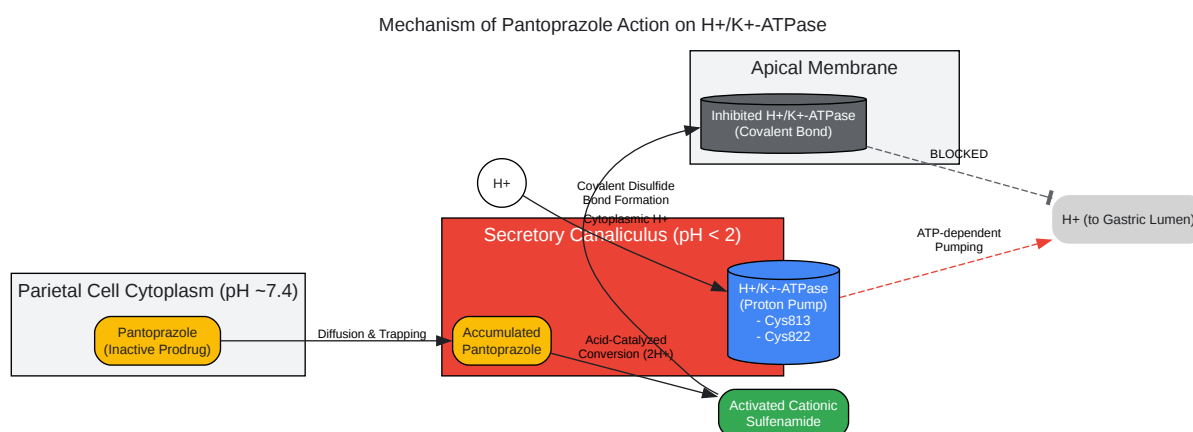 Mechanism of Pantoprazole Action on H+/K+-ATPase
Apical Membrane
Inhibited H+/K+-ATPase
(Covalent Bond)
BLOCKED
H+
Covalent Disulfide
Bond Formation
Cytoplasmic H+
H+ (to Gastric Lumen)
Secretory Canaliculus (pH < 2)
ATP-dependent
Pumping
Parietal Cell Cytoplasm (pH ~7.4)
H+/K+-ATPase
(Proton Pump)
- Cys813
- Cys822
Pantoprazole
(Inactive Prodrug)
Diffusion & Trapping
Accumulated
Pantoprazole
Acid-Catalyzed
Conversion (2H+)
Activated Cationic
Sulfenamide